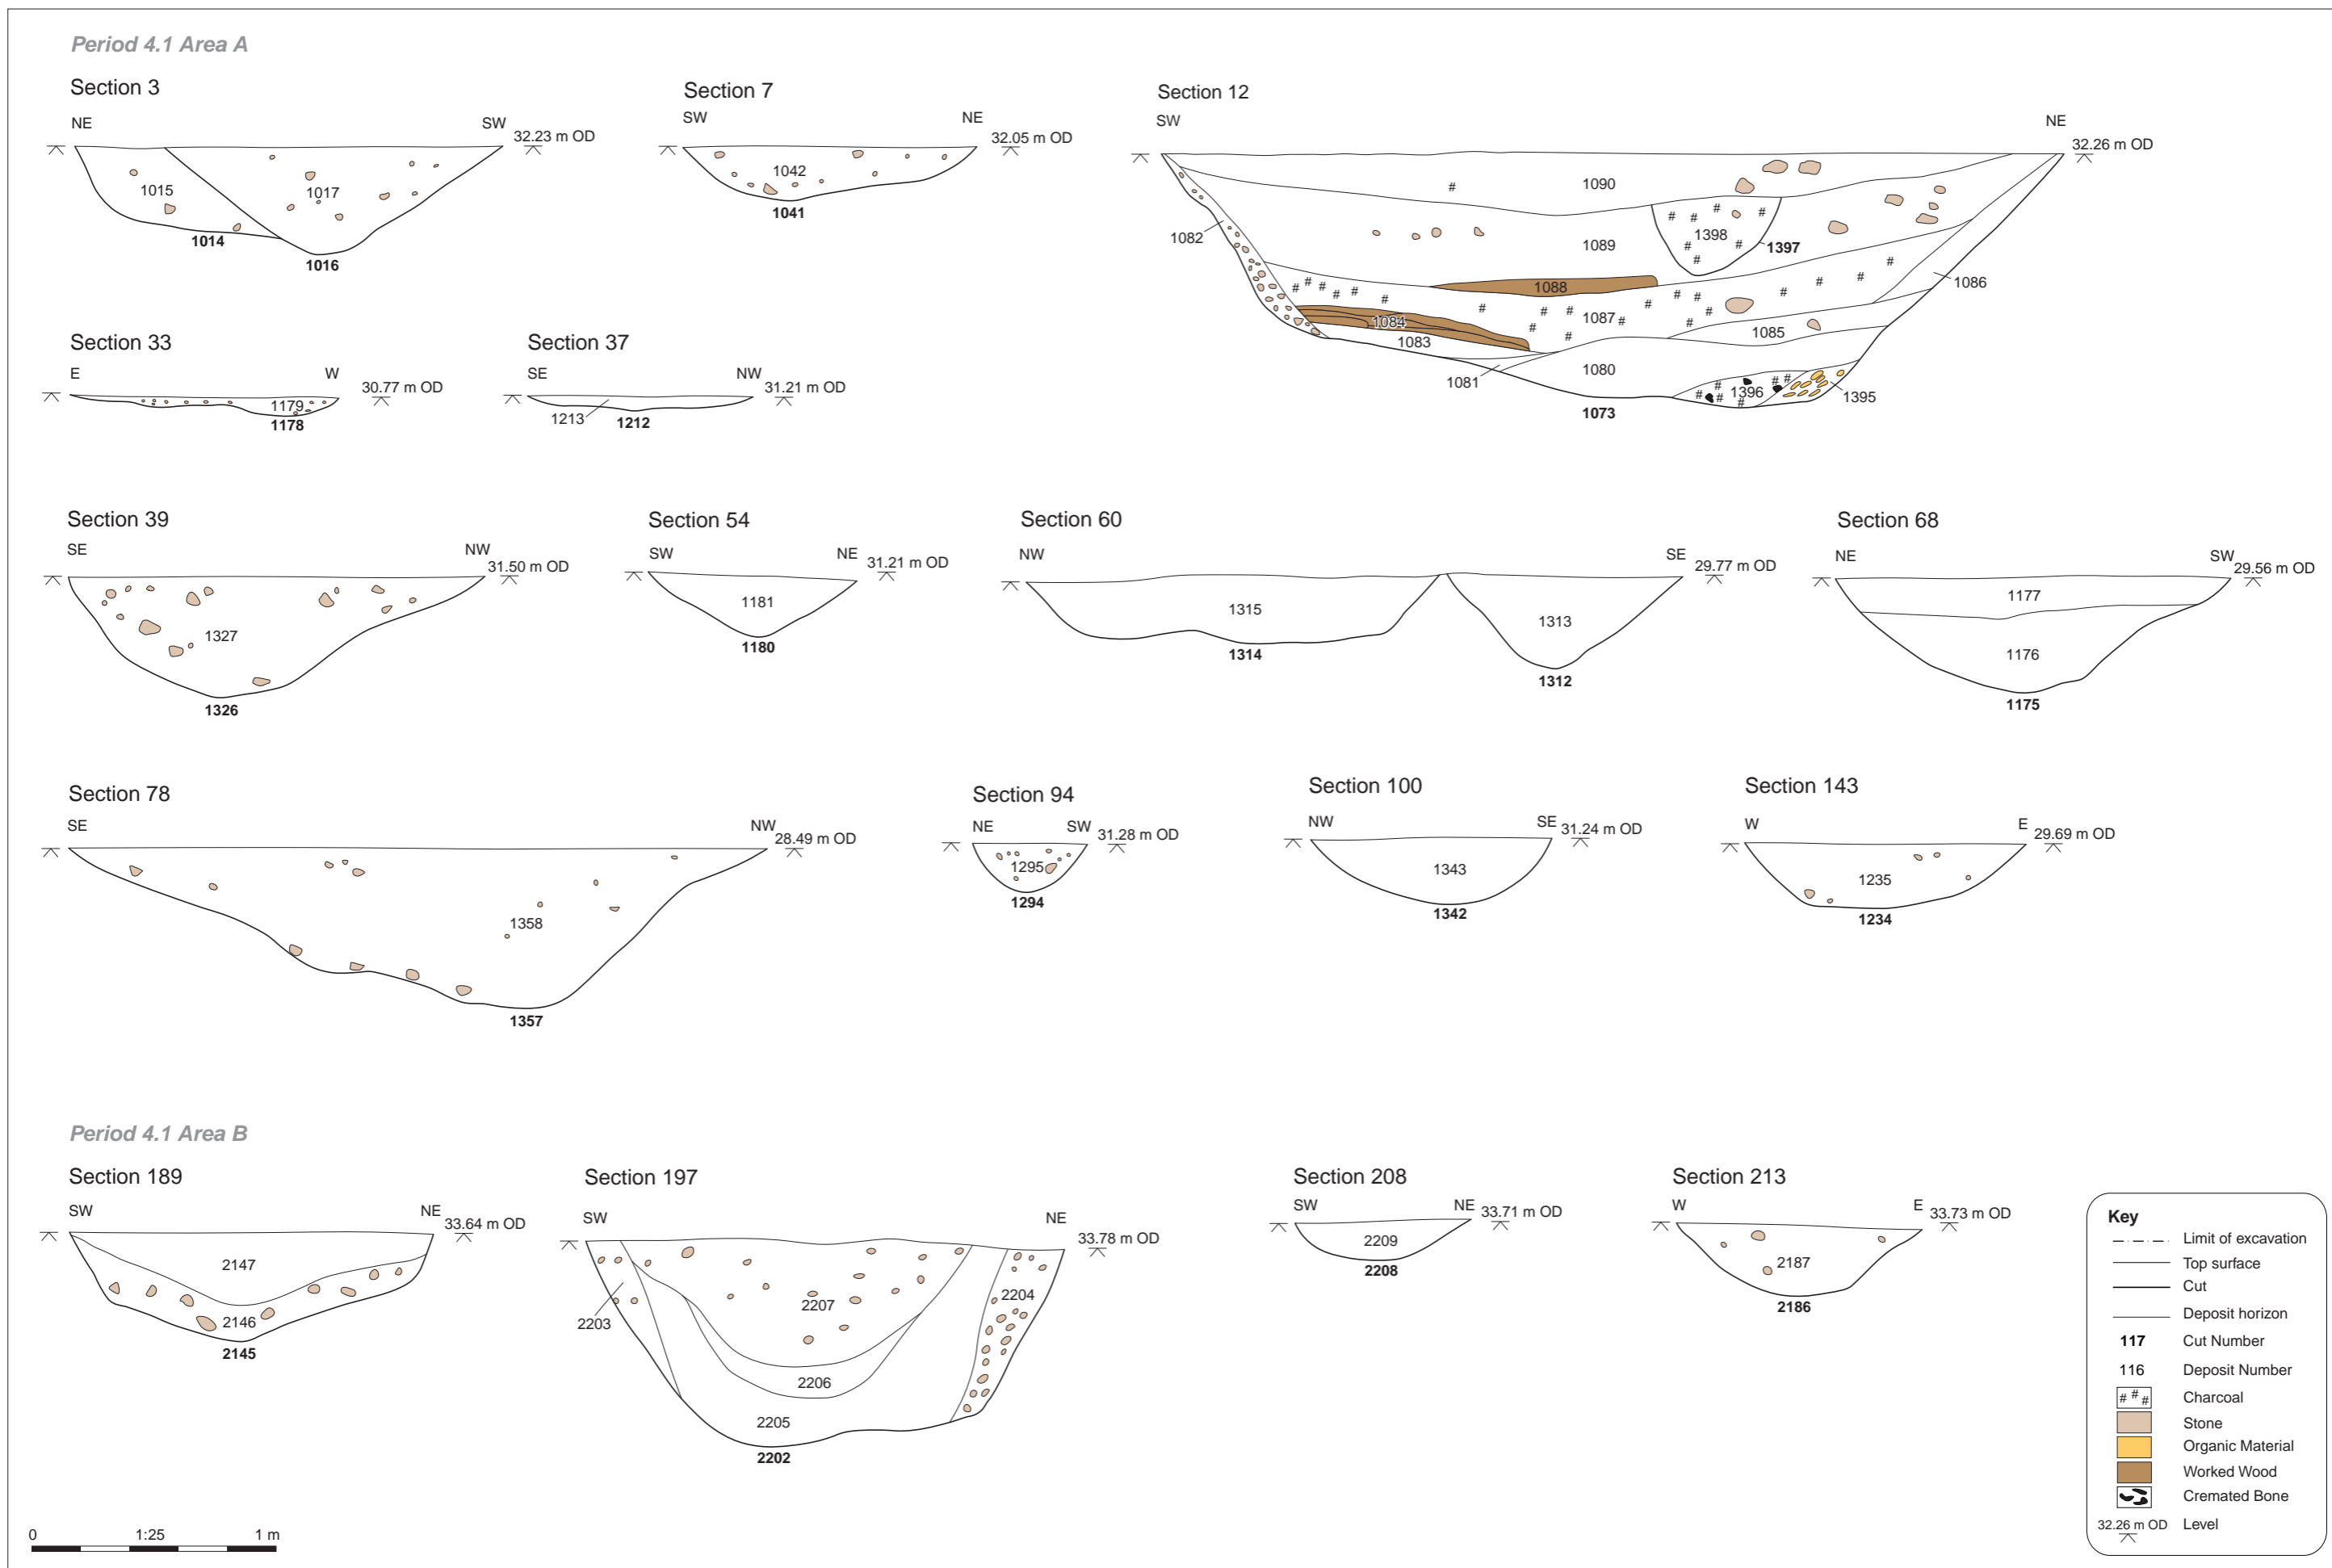 Period 4.1 Area A
Section 3
NE
SW
32.23 m OD
1015
1017
1014
1016
Section 7
SW
NE
32.05 m OD
1042
1041
Section 12
SW
NE
32.26 m OD
1090
1082
1089
1398
1397
1086
1088
1087
1084
1083
1085
1081
1080
1396
1395
1073
Section 33
E
W
30.77 m OD
1179
1178
Section 37
SE
NW
31.21 m OD
1213
1212
Section 39
SE
NW
31.50 m OD
1327
1326
Section 54
SW
NE
31.21 m OD
1181
1180
Section 60
NW
SE
29.77 m OD
1315
1313
1314
1312
Section 68
NE
SW
29.56 m OD
1177
1176
1175
Section 78
SE
NW
28.49 m OD
1358
1357
Section 94
NE
SW
31.28 m OD
1295
1294
Section 100
NW
SE
31.24 m OD
1343
1342
Section 143
W
E
29.69 m OD
1235
1234
Period 4.1 Area B
Section 189
SW
NE
33.64 m OD
2147
2146
2145
Section 197
SW
NE
33.78 m OD
2203
2207
2204
2206
2205
2202
Section 208
SW
NE
33.71 m OD
2209
2208
Section 213
W
E
33.73 m OD
2187
2186
Key
Limit of excavation
Top surface
Cut
Deposit horizon
117 Cut Number
116 Deposit Number
# # # Charcoal
Stone
Organic Material
Worked Wood
Cremated Bone
32.26 m OD Level
0 1:25 1 m